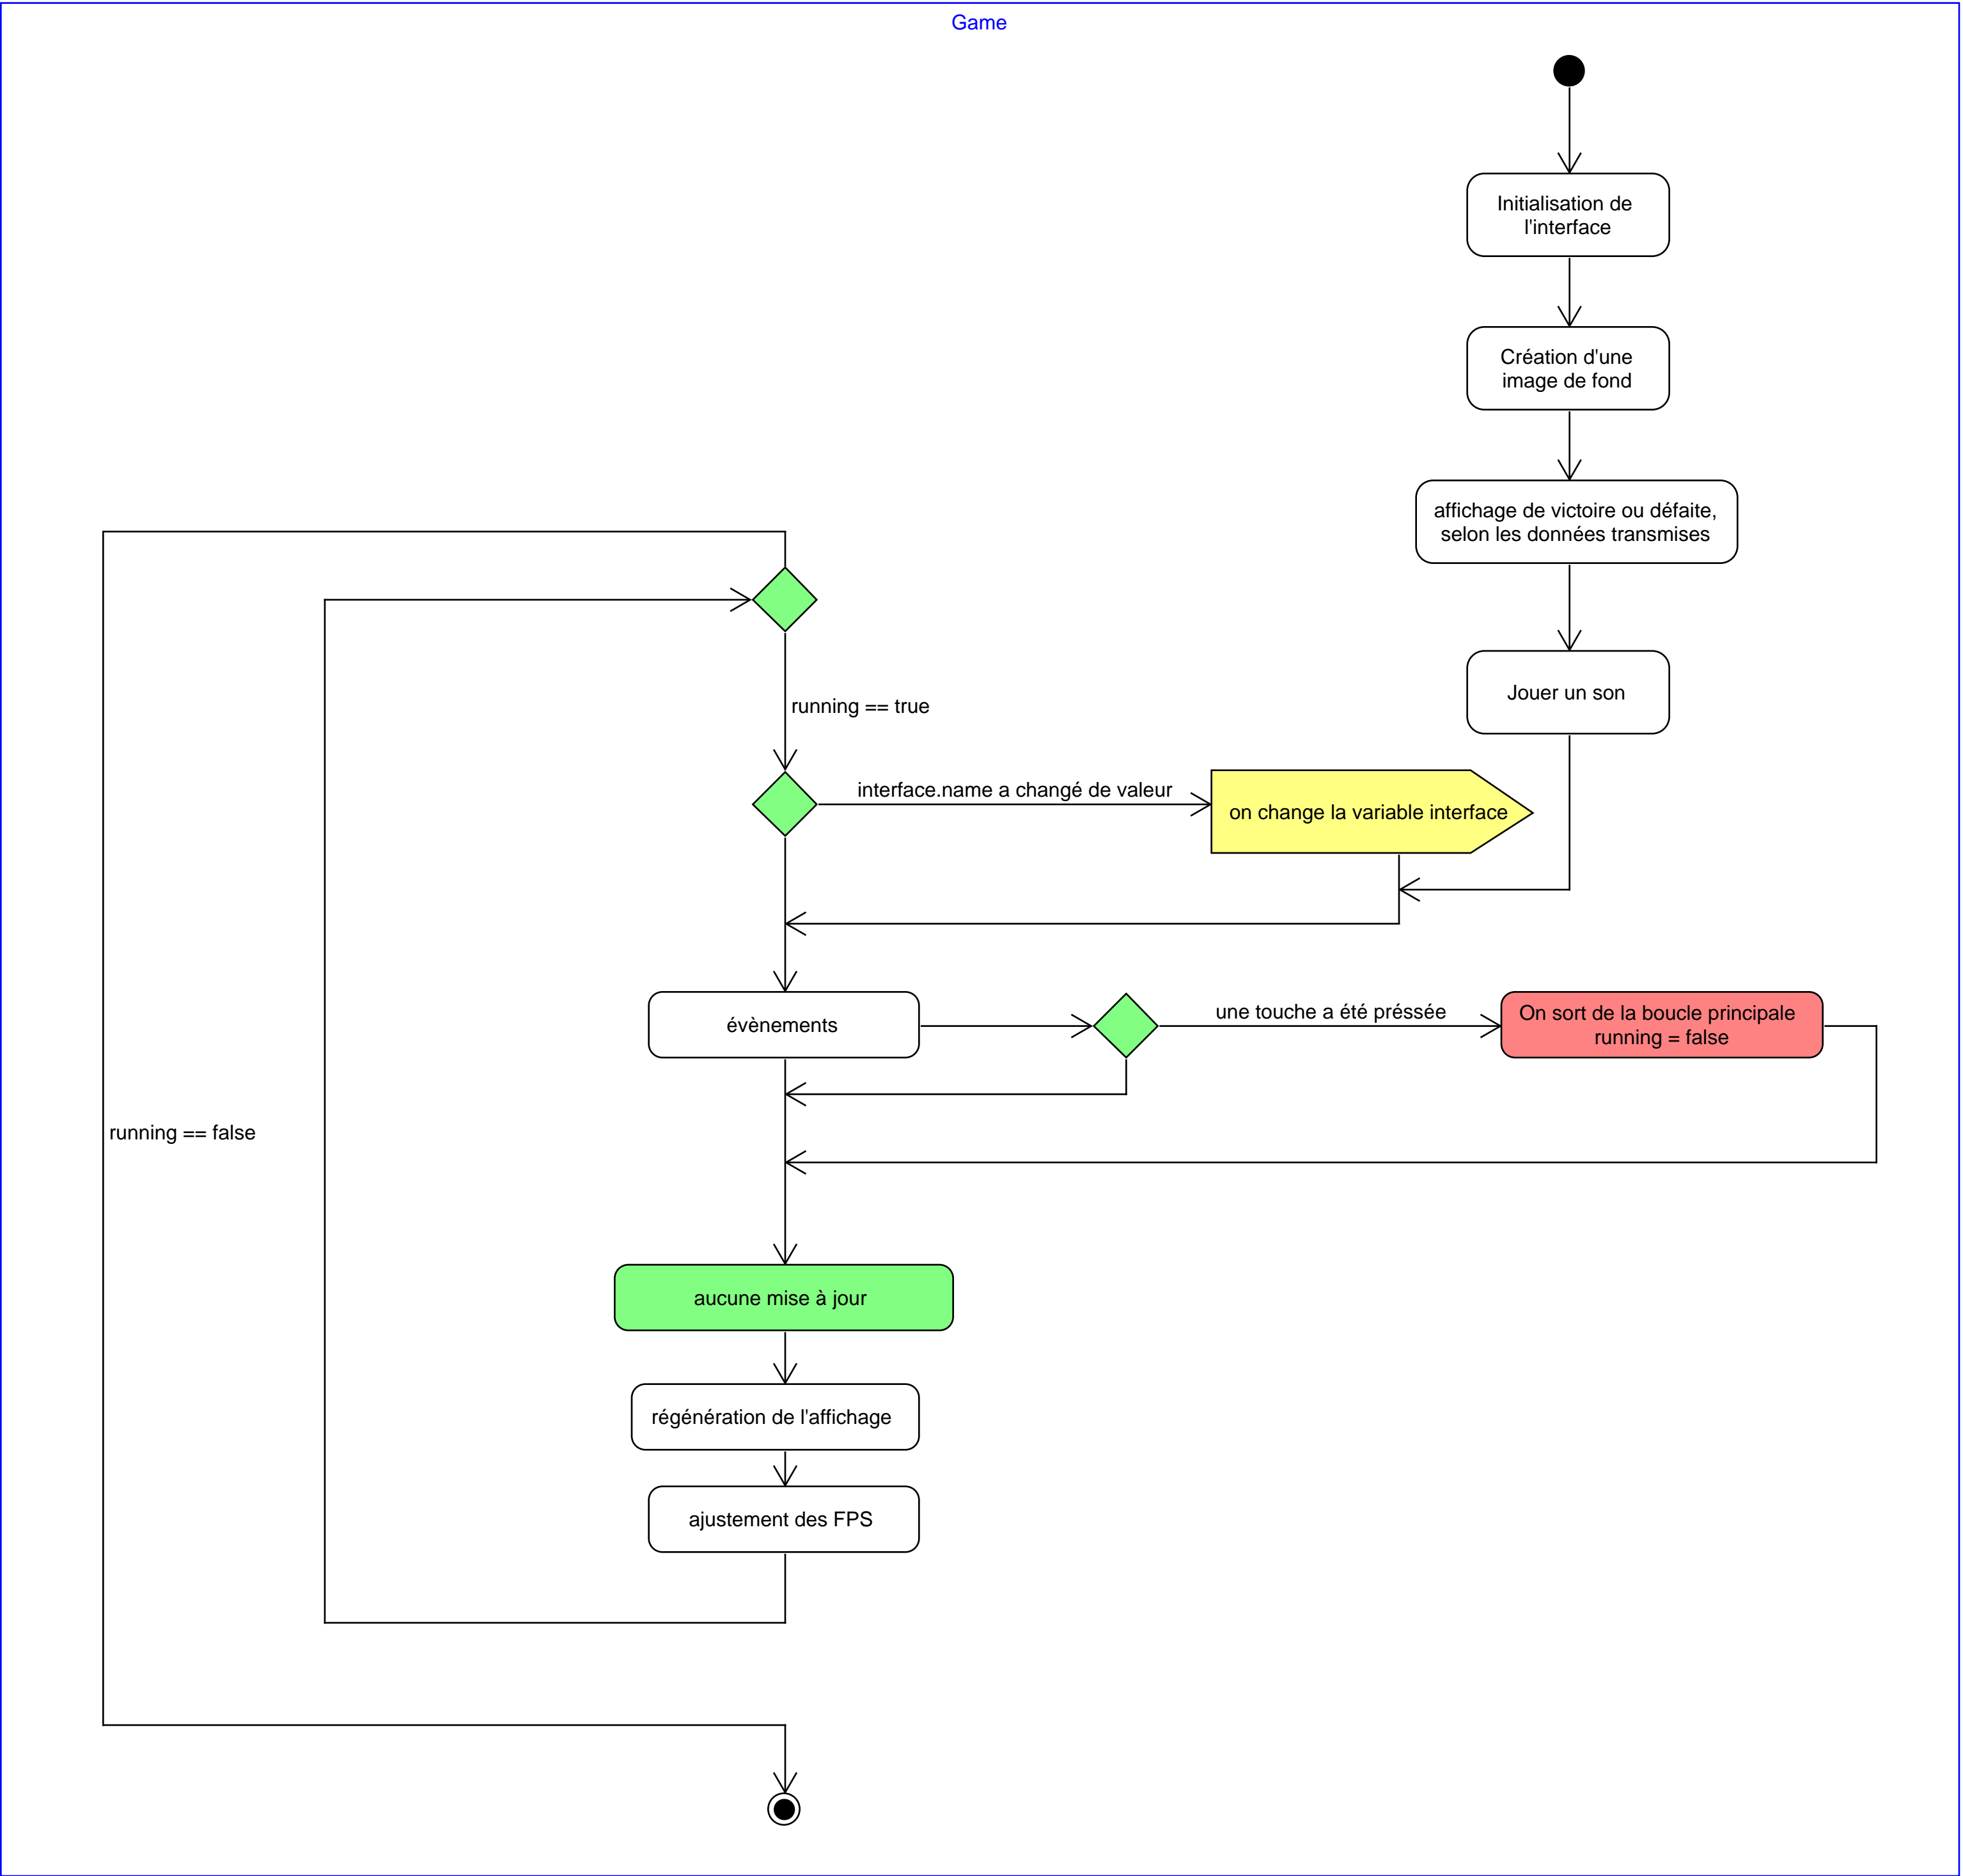 Game
Initialisation de
l'interface
Création d'une
image de fond
affichage de victoire ou défaite,
selon les données transmises
Jouer un son
running == true
interface.name a changé de valeur
on change la variable interface
évènements
une touche a été préssée
On sort de la boucle principale
running = false
running == false
aucune mise à jour
régénération de l'affichage
ajustement des FPS